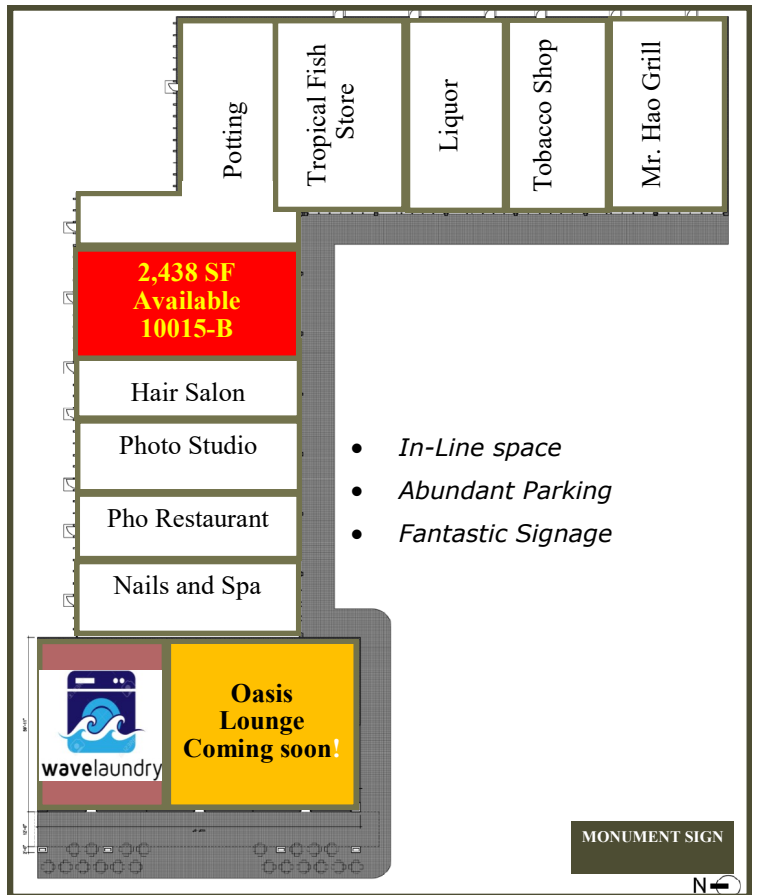 Potting
Tropical Fish
Store
Liquor
Tobacco Shop
Mr. Hao Grill
2,438 SF
Available
10015-B
Hair Salon
Photo Studio
Pho Restaurant
Nails and Spa
• In-Line space
• Abundant Parking
• Fantastic Signage
wavelaundry
Oasis
Lounge
Coming soon!
MONUMENT SIGN
N